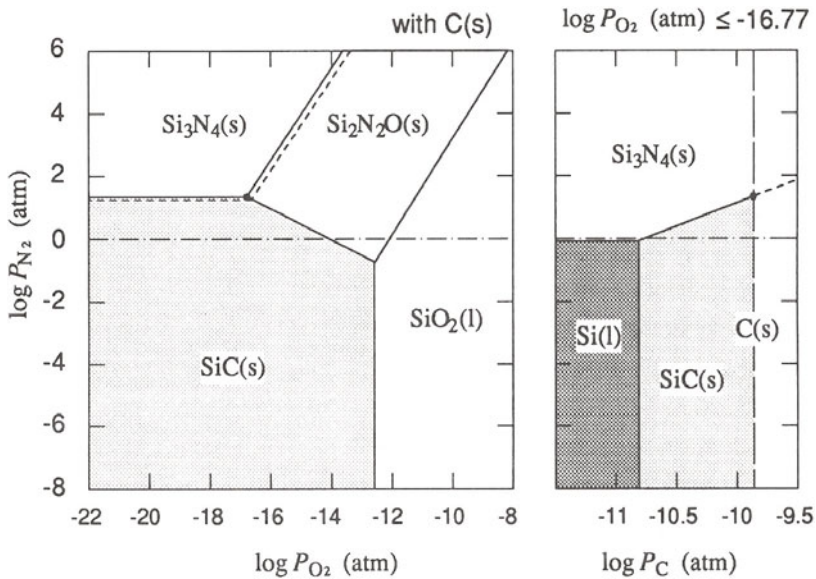 with C(s)
log P_O₂ (atm) ≤ -16.77
6
4
2
0
-2
-4
-6
-8
log P_N₂ (atm)
Si₃N₄(s)
Si₂N₂O(s)
SiO₂(l)
SiC(s)
-22 -20 -18 -16 -14 -12 -10 -8
log P_O₂ (atm)
Si₃N₄(s)
Si(l)
C(s)
SiC(s)
-11 -10.5 -10 -9.5
log P_C (atm)